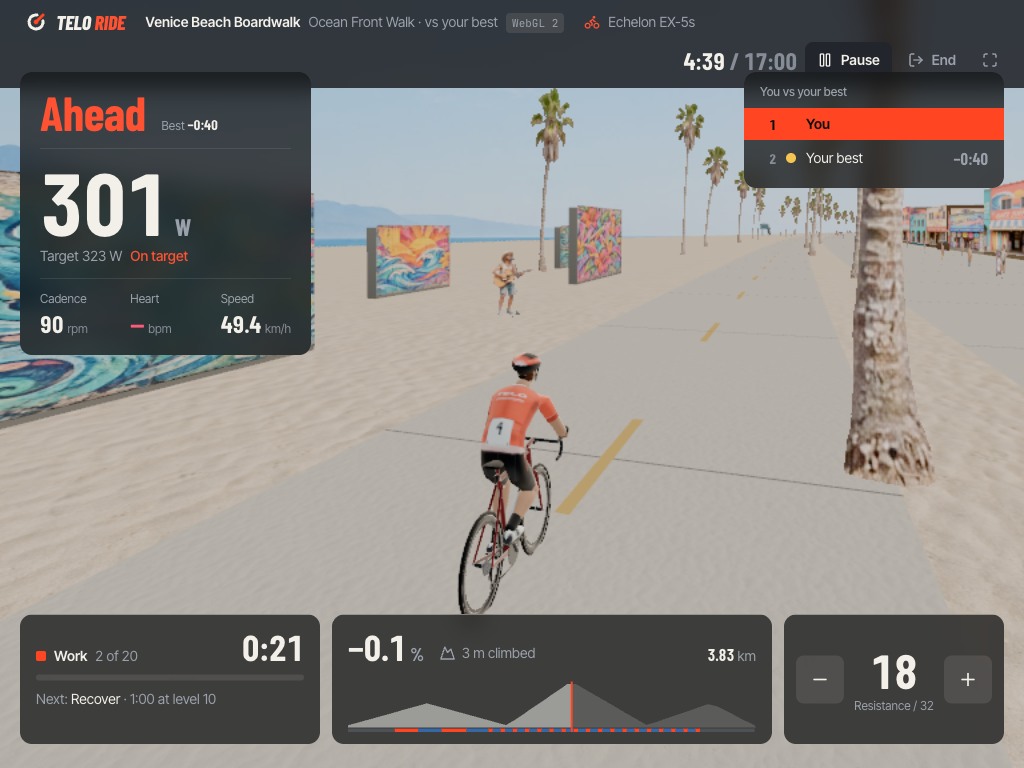 TELO RIDE Venice Beach Boardwalk Ocean Front Walk · vs your best WebGL 2 Echelon EX-5s
4:39 / 17:00 Pause End
Ahead Best −0:40
301 W
Target 323 W On target
Cadence Heart Speed
90 rpm — bpm 49.4 km/h
You vs your best
1 You
2 Your best −0:40
TELO
4
Work 2 of 20 0:21
Next: Recover · 1:00 at level 10
−0.1 % 3 m climbed 3.83 km
− 18 +
Resistance / 32